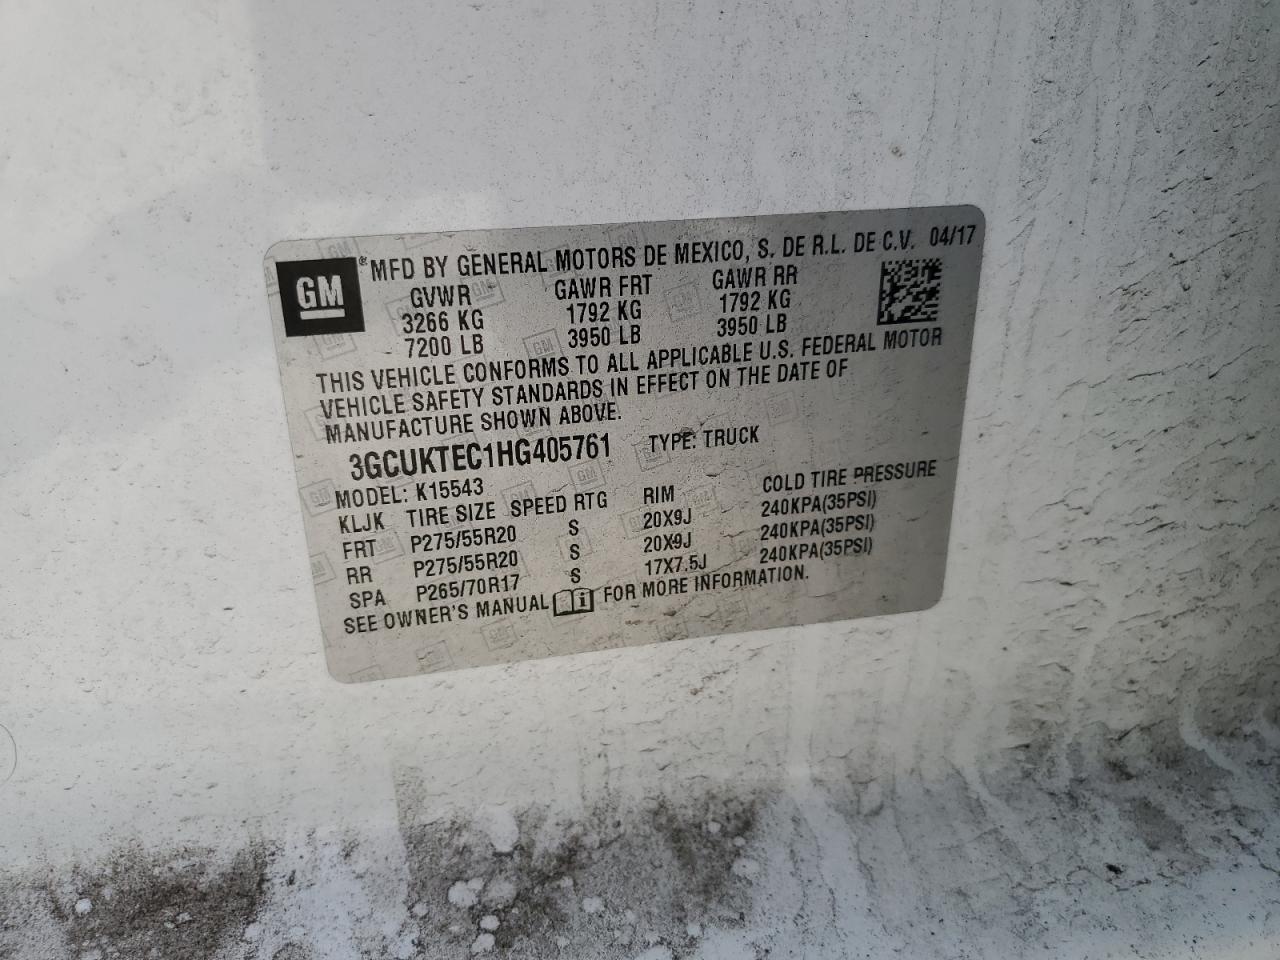 GM ® MFD BY GENERAL MOTORS DE MEXICO, S. DE R.L. DE C.V. 04/17
GVWR GAWR FRT GAWR RR
3266 KG 1792 KG 1792 KG
7200 LB 3950 LB 3950 LB
THIS VEHICLE CONFORMS TO ALL APPLICABLE U.S. FEDERAL MOTOR
VEHICLE SAFETY STANDARDS IN EFFECT ON THE DATE OF
MANUFACTURE SHOWN ABOVE.
3GCUKTEC1HG405761 TYPE: TRUCK
MODEL: K15543
KLJK TIRE SIZE SPEED RTG RIM COLD TIRE PRESSURE
FRT P275/55R20 S 20X9J 240KPA(35PSI)
RR P275/55R20 S 20X9J 240KPA(35PSI)
SPA P265/70R17 S 17X7.5J 240KPA(35PSI)
SEE OWNER'S MANUAL i FOR MORE INFORMATION.